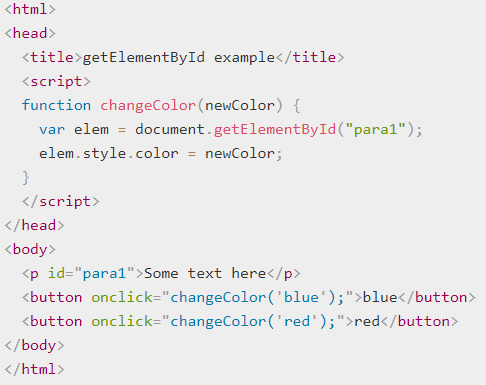 <html>
<head>
  <title>getElementById example</title>
  <script>
  function changeColor(newColor) {
    var elem = document.getElementById("para1");
    elem.style.color = newColor;
  }
  </script>
</head>
<body>
  <p id="para1">Some text here</p>
  <button onclick="changeColor('blue');">blue</button>
  <button onclick="changeColor('red');">red</button>
</body>
</html>